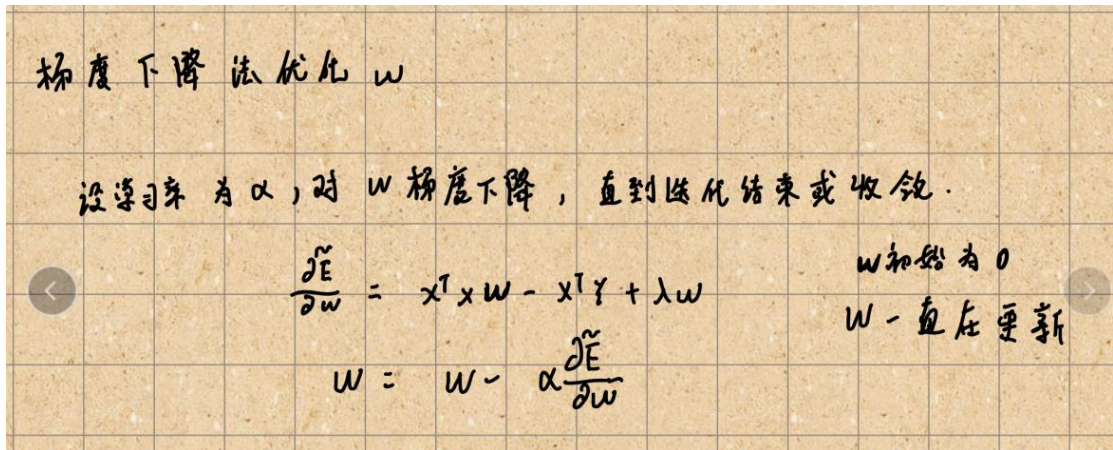 梯度下降法优化 w
设学习率为α,对 w 梯度下降,直到迭代结束或收敛.
∂Ẽ/∂w = xᵀxw - xᵀY + λw
w初始为0
w一直在更新
w = w - α ∂Ẽ/∂w